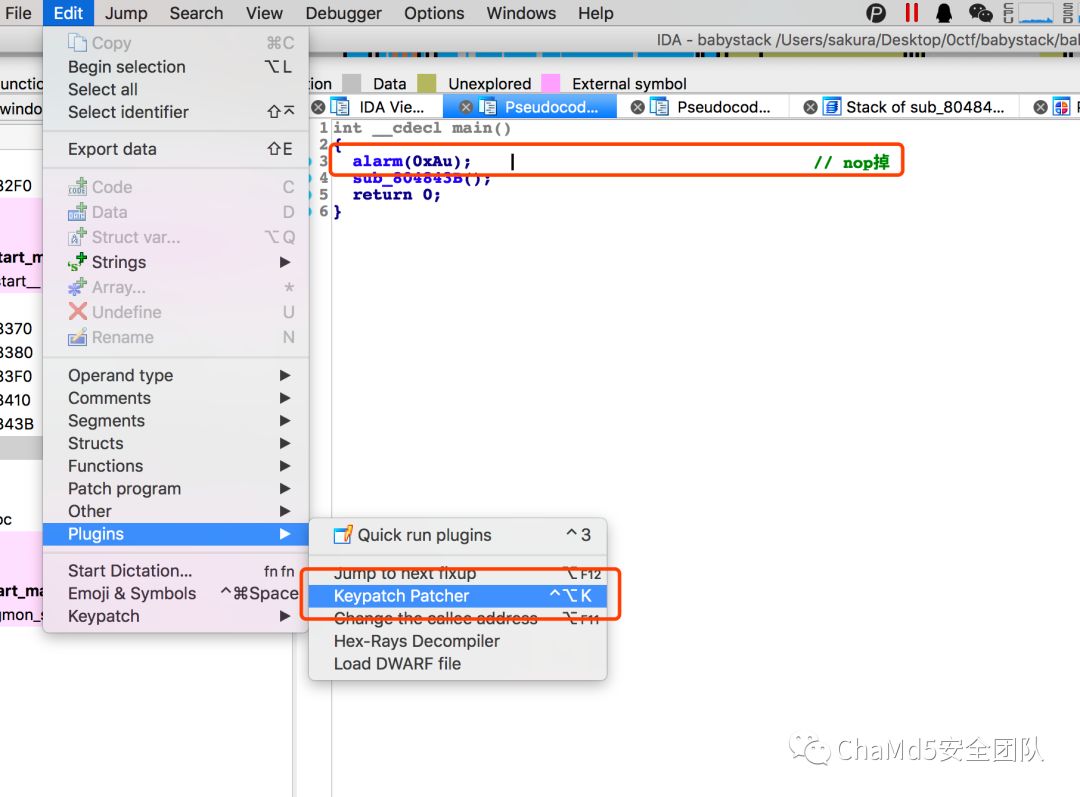 File Edit Jump Search View Debugger Options Windows Help
IDA - babystack /Users/sakura/Desktop/0ctf/babystack/bal
Copy ⌘C
Begin selection ⌥L
Select all
Select identifier ⇧⌅
Export data ⇧E
Code C
Data D
Struct var... ⌥Q
Strings
Array... *
Undefine U
Rename N
Operand type
Comments
Segments
Structs
Functions
Patch program
Other
Plugins
Start Dictation... fn fn
Emoji & Symbols ^⌘Space
Keypatch
Quick run plugins ^3
Jump to next fixup ⌥F12
Keypatch Patcher ^⌥K
Change the callee address ⌥F11
Hex-Rays Decompiler
Load DWARF file
unctio
windo
32F0
tart_m
start__
3370
3380
33F0
3410
343B
oc
art_ma
gmon_s
tion Data Unexplored External symbol
IDA Vie... Pseudocod... Pseudocod... Stack of sub_80484...
1 int __cdecl main()
2 {
3 alarm(0xAu); // nop掉
4 sub_804843B();
5 return 0;
6 }
ChaMd5安全团队